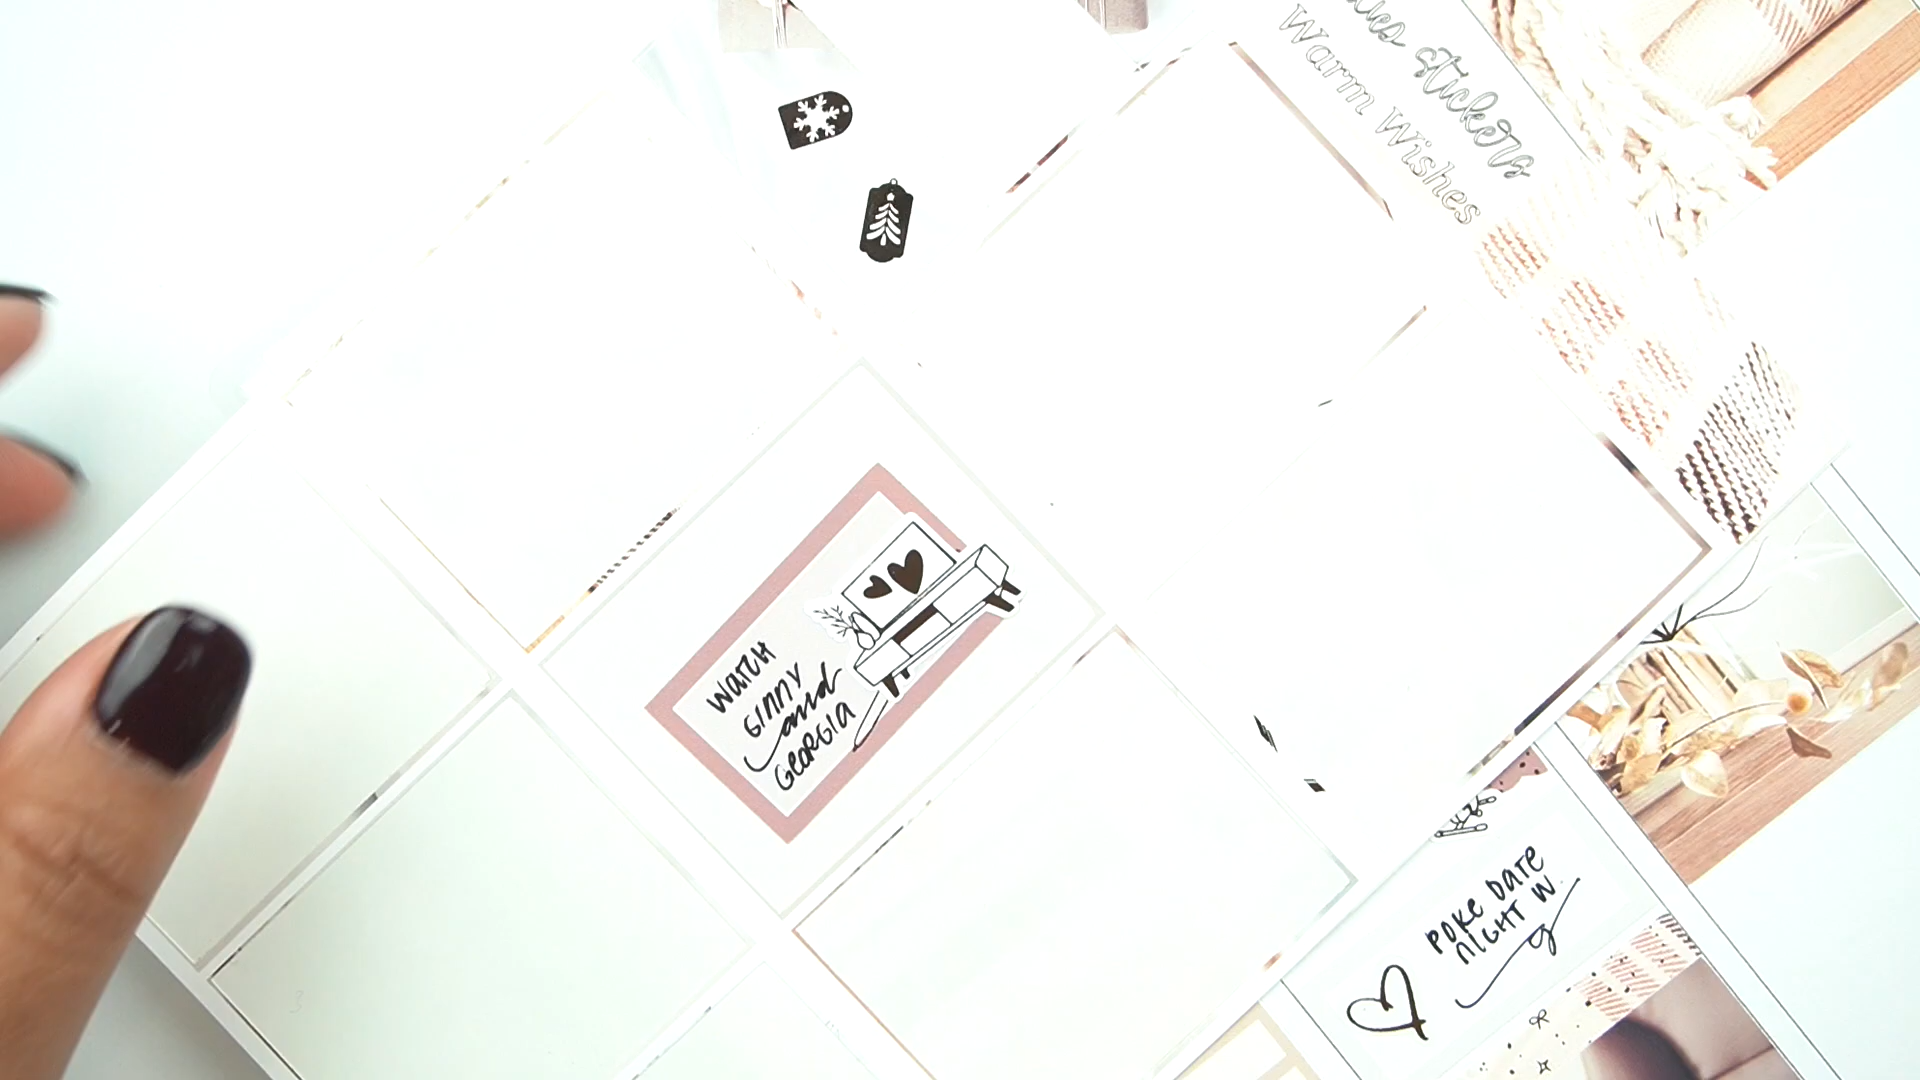 stickers
Warm Wishes
WATCH
GINNY
and
GEORGIA
POKE DATE
NIGHT W